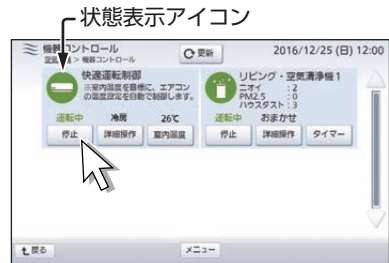 状態表示アイコン
機器コントロール
空気環境 > 機器コントロール
更新
2016/12/25 (日) 12:00
快適運転制御
※室内温度を目標に、エアコン
の温度設定を自動で制御します。
運転中 冷房 26℃
停止 詳細操作 室内温度
リビング・空気清浄機1
ニオイ : 2
PM2.5 : 0
ハウスダスト : 3
運転中 おまかせ
停止 詳細操作 タイマー
戻る
メニュー